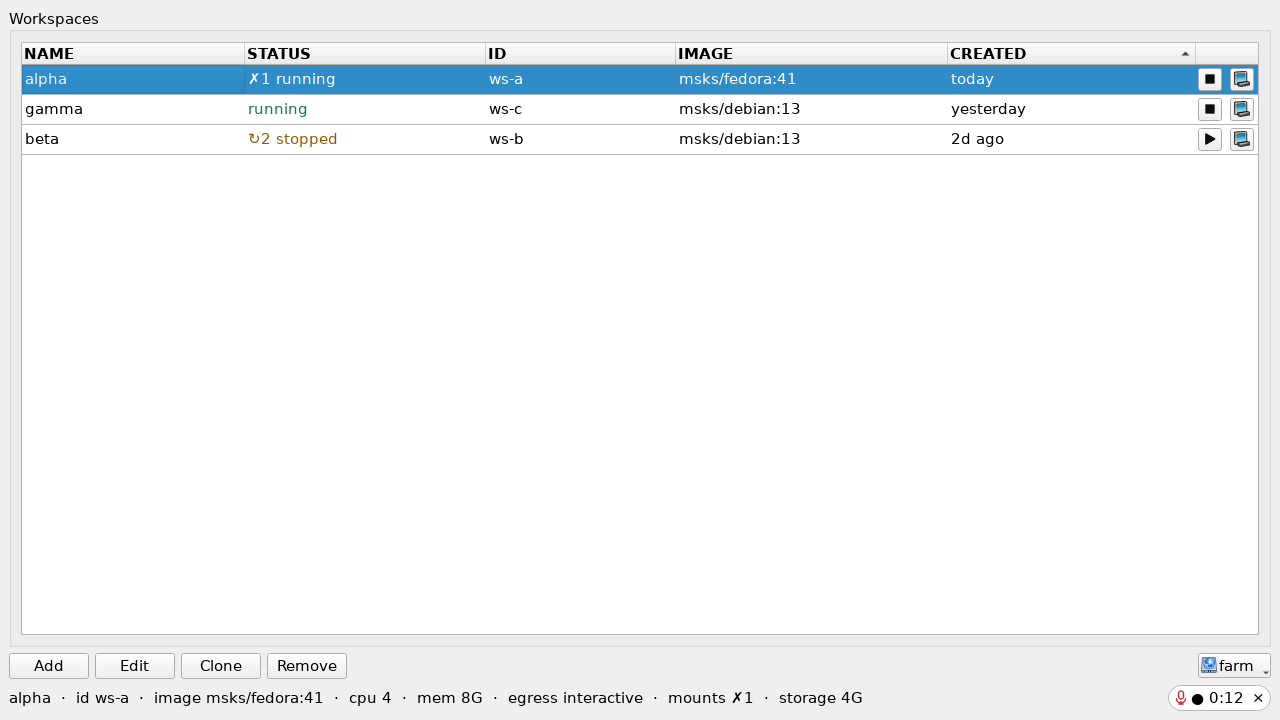 Workspaces
NAME STATUS ID IMAGE CREATED
alpha ✗1 running ws-a msks/fedora:41 today
gamma running ws-c msks/debian:13 yesterday
beta ↻2 stopped ws-b msks/debian:13 2d ago
Add Edit Clone Remove farm
alpha · id ws-a · image msks/fedora:41 · cpu 4 · mem 8G · egress interactive · mounts ✗1 · storage 4G ● 0:12 ✕